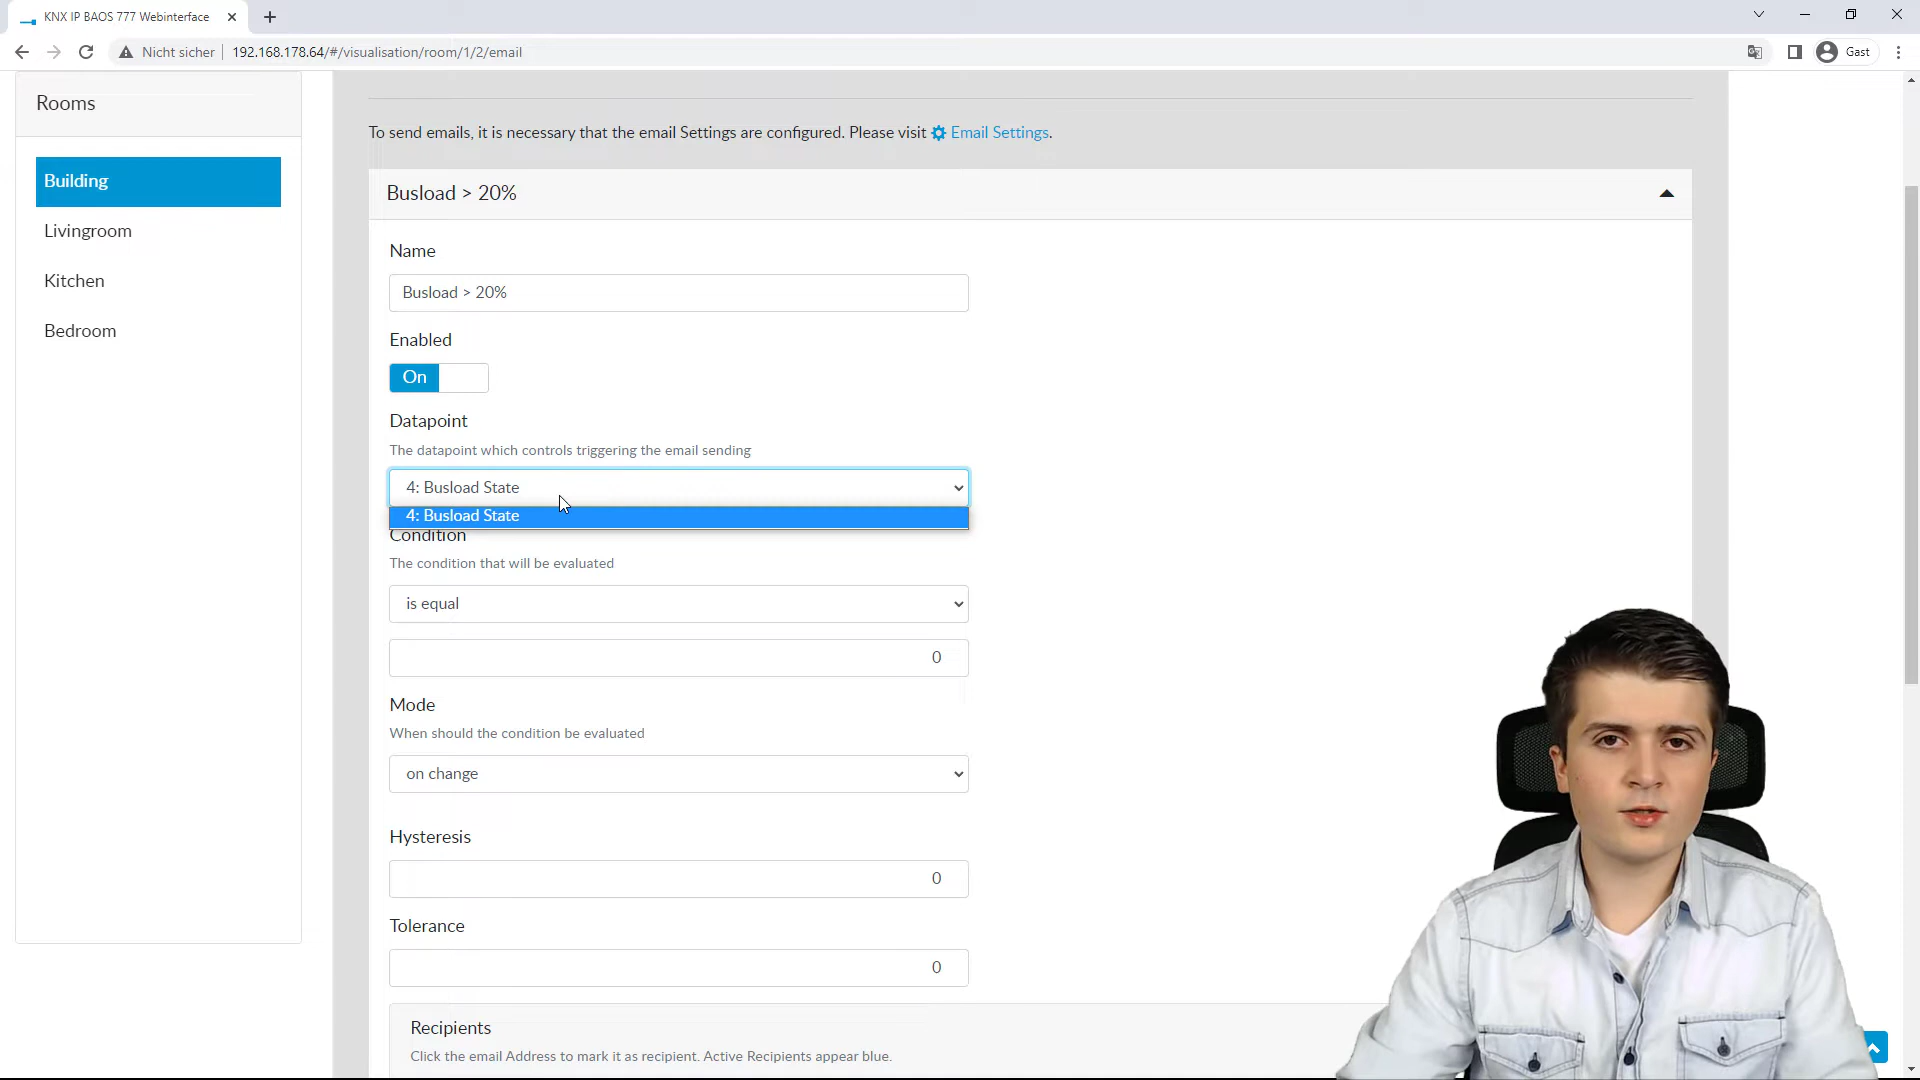 KNX IP BAOS 777 Webinterface
Nicht sicher
192.168.178.64/#/visualisation/room/1/2/email
Gast
Rooms
Building
Livingroom
Kitchen
Bedroom
To send emails, it is necessary that the email Settings are configured. Please visit Email Settings.
Busload > 20%
Name
Busload > 20%
Enabled
On
Datapoint
The datapoint which controls triggering the email sending
4: Busload State
4: Busload State
Condition
The condition that will be evaluated
is equal
0
Mode
When should the condition be evaluated
on change
Hysteresis
0
Tolerance
0
Recipients
Click the email Address to mark it as recipient. Active Recipients appear blue.